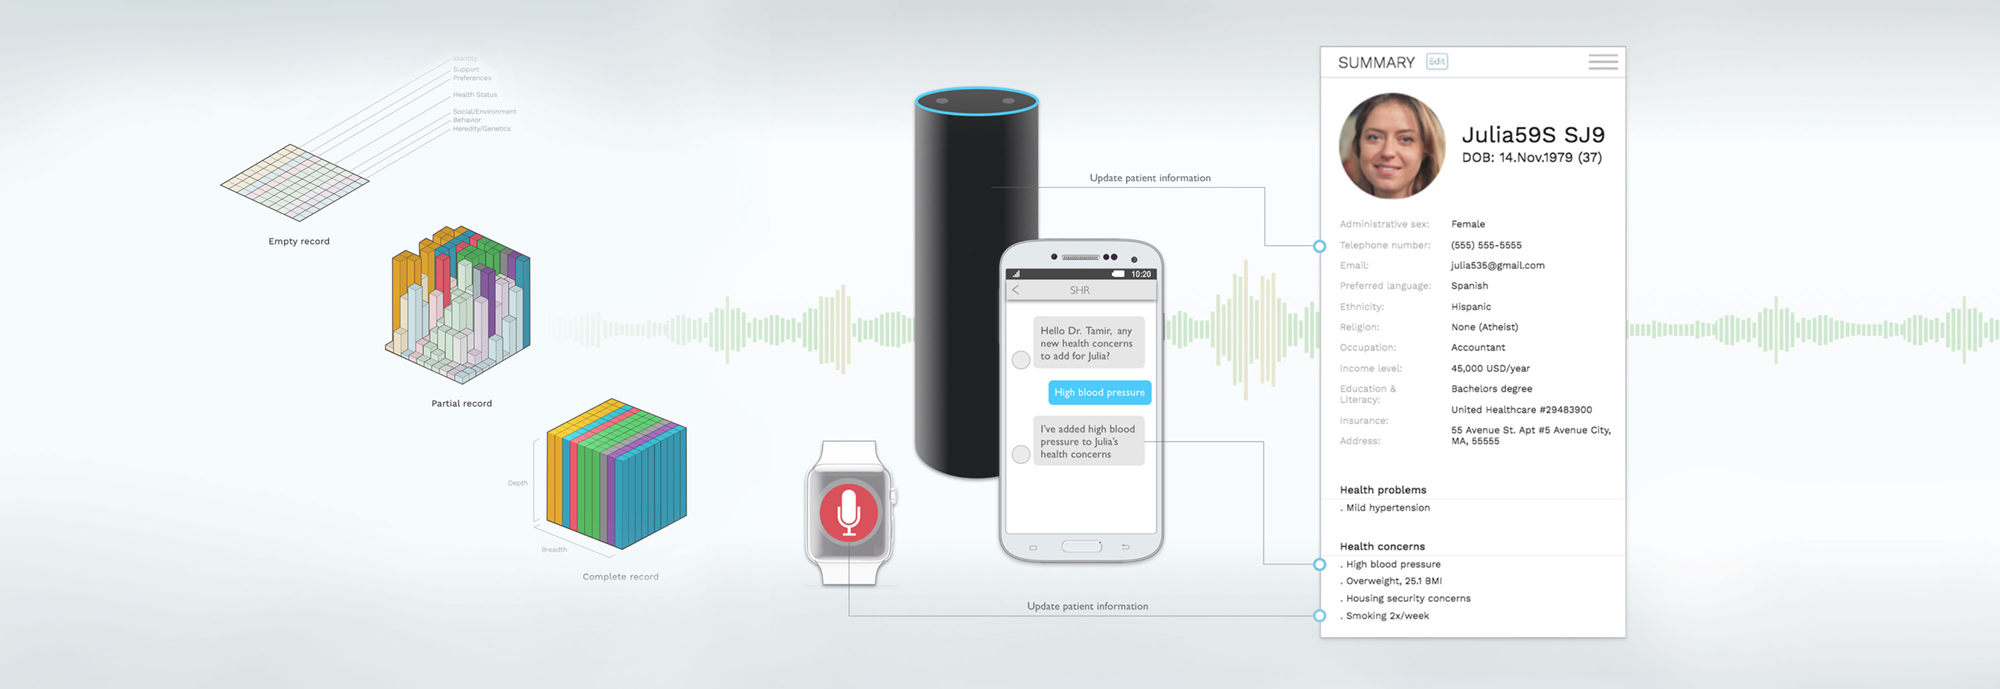 Identity
Support
Preferences
Health Status
Social/Environment
Behavior
Heredity/Genetics
Empty record
Partial record
Depth
Breadth
Complete record
Update patient information
10:20
SHR
Hello Dr. Tamir, any
new health concerns
to add for Julia?
High blood pressure
I've added high blood
pressure to Julia's
health concerns
Update patient information
SUMMARY Edit
Julia59S SJ9
DOB: 14.Nov.1979 (37)
Administrative sex: Female
Telephone number: (555) 555-5555
Email: julia535@gmail.com
Preferred language: Spanish
Ethnicity: Hispanic
Religion: None (Atheist)
Occupation: Accountant
Income level: 45,000 USD/year
Education & Bachelors degree
Literacy:
United Healthcare #29483900
Insurance:
55 Avenue St. Apt #5 Avenue City,
Address: MA, 55555
Health problems
. Mild hypertension
Health concerns
. High blood pressure
. Overweight, 25.1 BMI
. Housing security concerns
. Smoking 2x/week